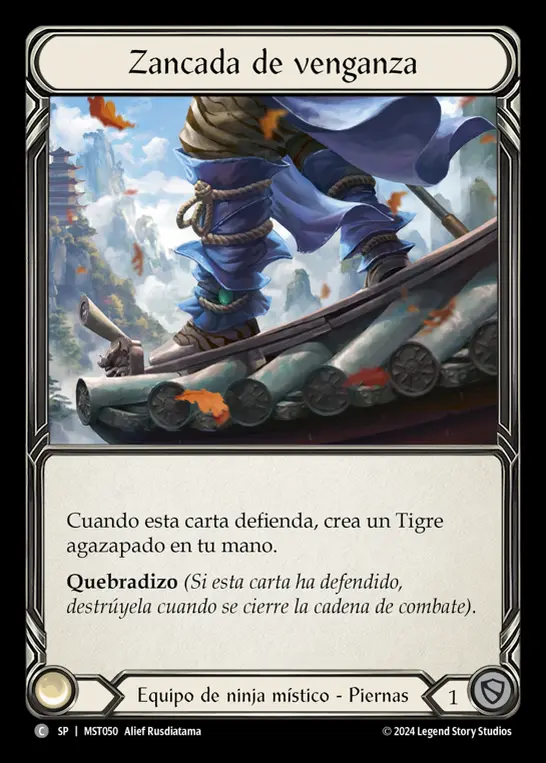 Zancada de venganza
Cuando esta carta defienda, crea un Tigre
agazapado en tu mano.
Quebradizo (Si esta carta ha defendido,
destrúyela cuando se cierre la cadena de combate).
Equipo de ninja místico - Piernas
1
C SP | MST050 Alief Rusdiatama
© 2024 Legend Story Studios